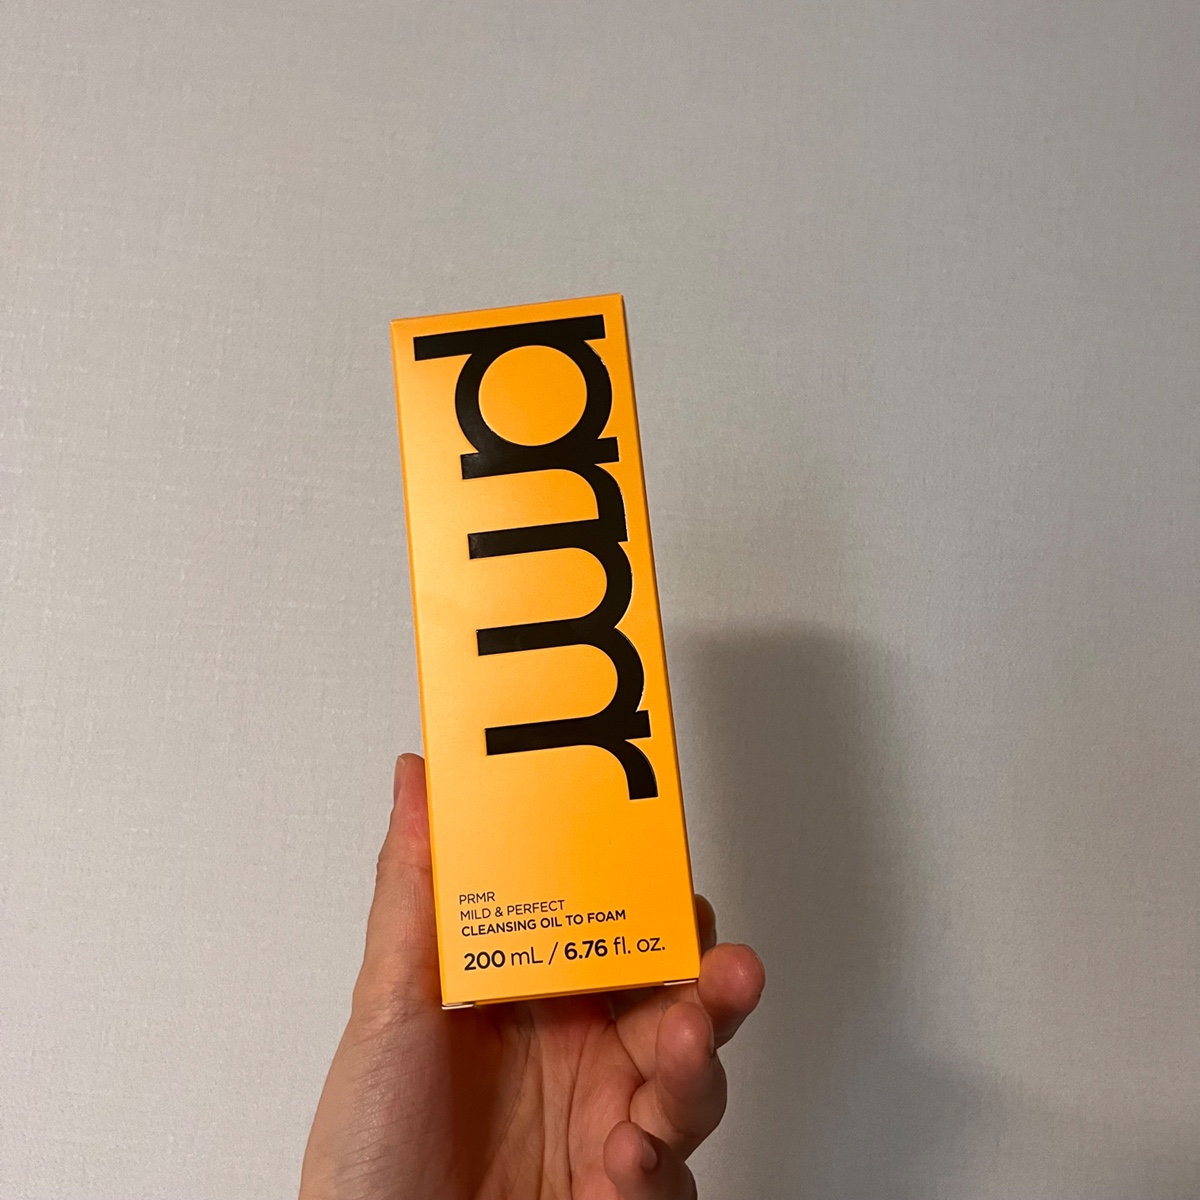 prmr
PRMR
MILD & PERFECT
CLEANSING OIL TO FOAM
200 mL / 6.76 fl. oz.